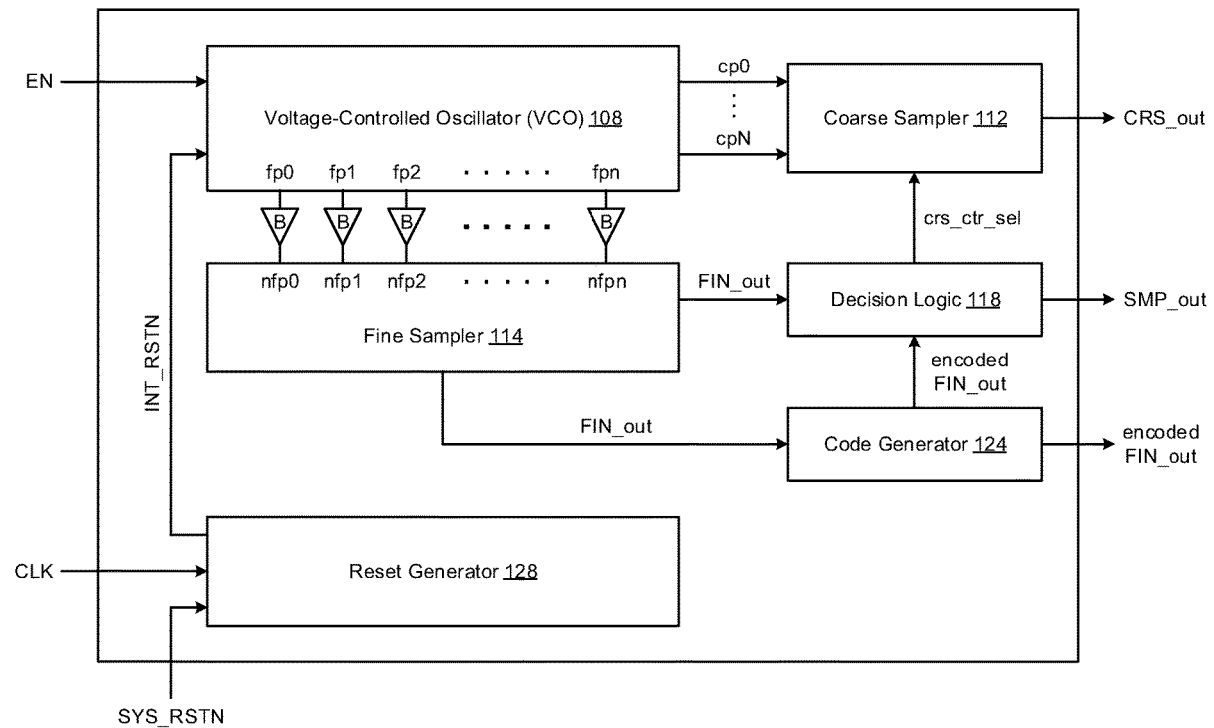 EN
Voltage-Controlled Oscillator (VCO) 108
cp0
cpN
Coarse Sampler 112
CRS_out
fp0 fp1 fp2 fpn
B B B B
crs_ctr_sel
nfp0 nfp1 nfp2 nfpn
Fine Sampler 114
FIN_out
Decision Logic 118
SMP_out
INT_RSTN
encoded
FIN_out
FIN_out
Code Generator 124
encoded
FIN_out
CLK
Reset Generator 128
SYS_RSTN